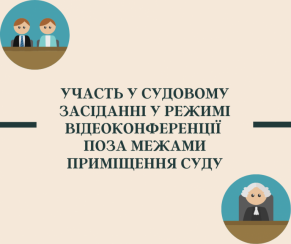 УЧАСТЬ У СУДОВОМУ
ЗАСІДАННІ У РЕЖИМІ
ВІДЕОКОНФЕРЕНЦІЇ
ПОЗА МЕЖАМИ
ПРИМІЩЕННЯ СУДУ